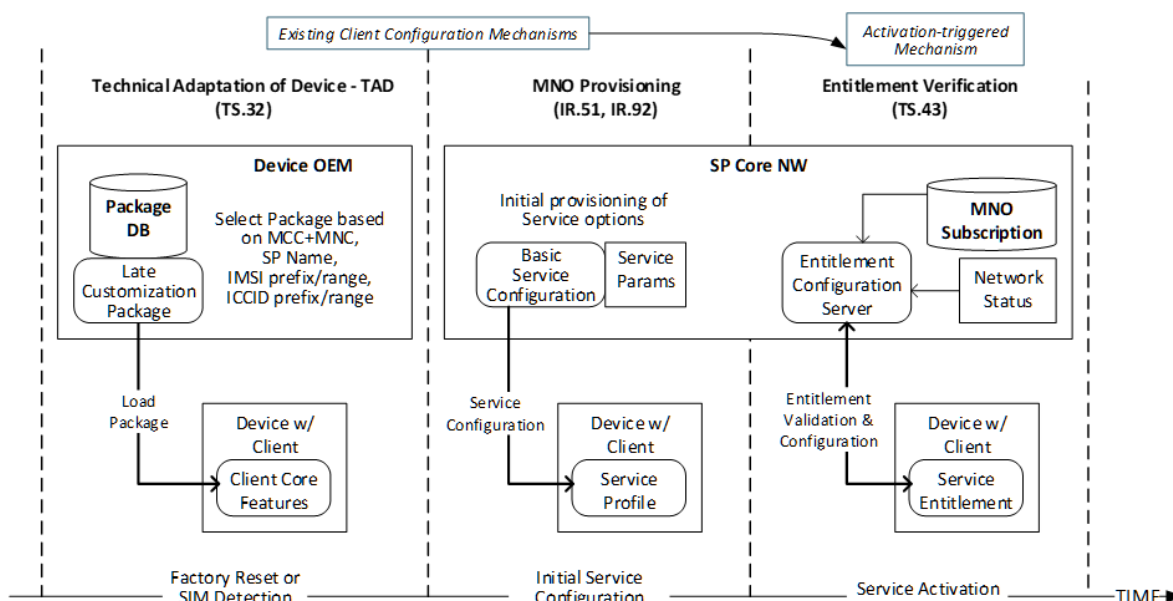 Existing Client Configuration Mechanisms
Activation-triggered
Mechanism
Technical Adaptation of Device - TAD
(TS.32)
MNO Provisioning
(IR.51, IR.92)
Entitlement Verification
(TS.43)
Device OEM
Package
DB
Select Package based
on MCC+MNC,
SP Name,
IMSI prefix/range,
ICCID prefix/range
Late
Customization
Package
SP Core NW
Initial provisioning of
Service options
Basic
Service
Configuration
Service
Params
MNO
Subscription
Entitlement
Configuration
Server
Network
Status
Load
Package
Device w/
Client
Client Core
Features
Service
Configuration
Device w/
Client
Service
Profile
Entitlement
Validation &
Configuration
Device w/
Client
Service
Entitlement
Factory Reset or
SIM Detection
Initial Service
Configuration
Service Activation
TIME